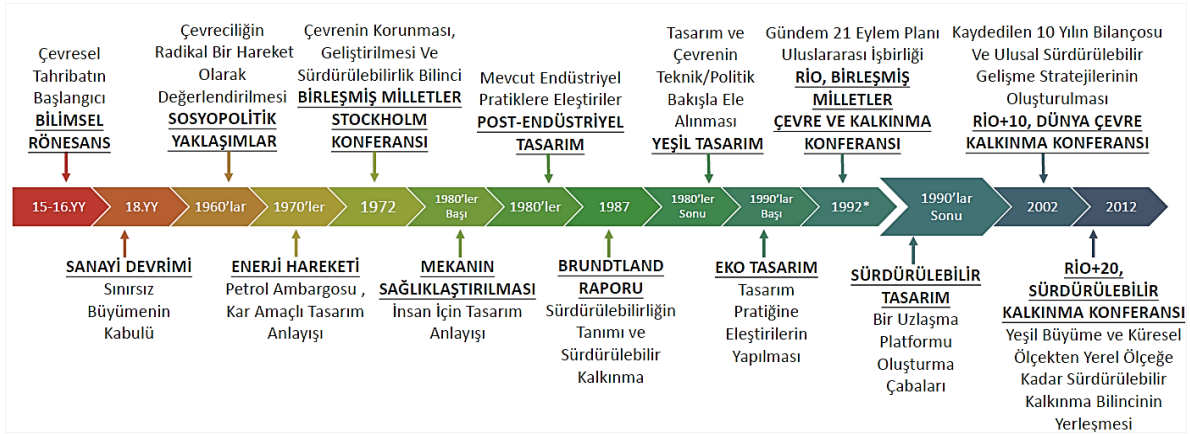 Çevresel
Tahribatın
Başlangıcı
BİLİMSEL
RÖNESANS
Çevreciliğin
Radikal Bir Hareket
Olarak
Değerlendirilmesi
SOSYOPOLİTİK
YAKLAŞIMLAR
Çevrenin Korunması,
Geliştirilmesi Ve
Sürdürülebilirlik Bilinci
BİRLEŞMİŞ MİLLETLER
STOCKHOLM
KONFERANSI
Mevcut Endüstriyel
Pratiklere Eleştiriler
POST-ENDÜSTRİYEL
TASARIM
Tasarım ve
Çevrenin
Teknik/Politik
Bakışla Ele
Alınması
YEŞİL TASARIM
Gündem 21 Eylem Planı
Uluslararası İşbirliği
RİO, BİRLEŞMİŞ
MİLLETLER
ÇEVRE VE KALKINMA
KONFERANSI
Kaydedilen 10 Yılın Bilançosu
Ve Ulusal Sürdürülebilir
Gelişme Stratejilerinin
Oluşturulması
RİO+10, DÜNYA ÇEVRE
KALKINMA KONFERANSI
15-16.YY
18.YY
1960’lar
1970’ler
1972
1980’ler
Başı
1980’ler
1987
1980’ler
Sonu
1990’lar
Başı
1992*
1990’lar
Sonu
2002
2012
SANAYİ DEVRİMİ
Sınırsız
Büyümenin
Kabulü
ENERJİ HAREKETİ
Petrol Ambargosu ,
Kar Amaçlı Tasarım
Anlayışı
MEKANIN
SAĞLIKLAŞTIRILMASI
İnsan İçin Tasarım
Anlayışı
BRUNDTLAND
RAPORU
Sürdürülebilirliğin
Tanımı ve
Sürdürülebilir
Kalkınma
EKO TASARIM
Tasarım
Pratiğine
Eleştirilerin
Yapılması
SÜRDÜRÜLEBİLİR
TASARIM
Bir Uzlaşma
Platformu
Oluşturma
Çabaları
RİO+20,
SÜRDÜRÜLEBİLİR
KALKINMA KONFERANSI
Yeşil Büyüme ve Küresel
Ölçekten Yerel Ölçeğe
Kadar Sürdürülebilir
Kalkınma Bilincinin
Yerleşmesi